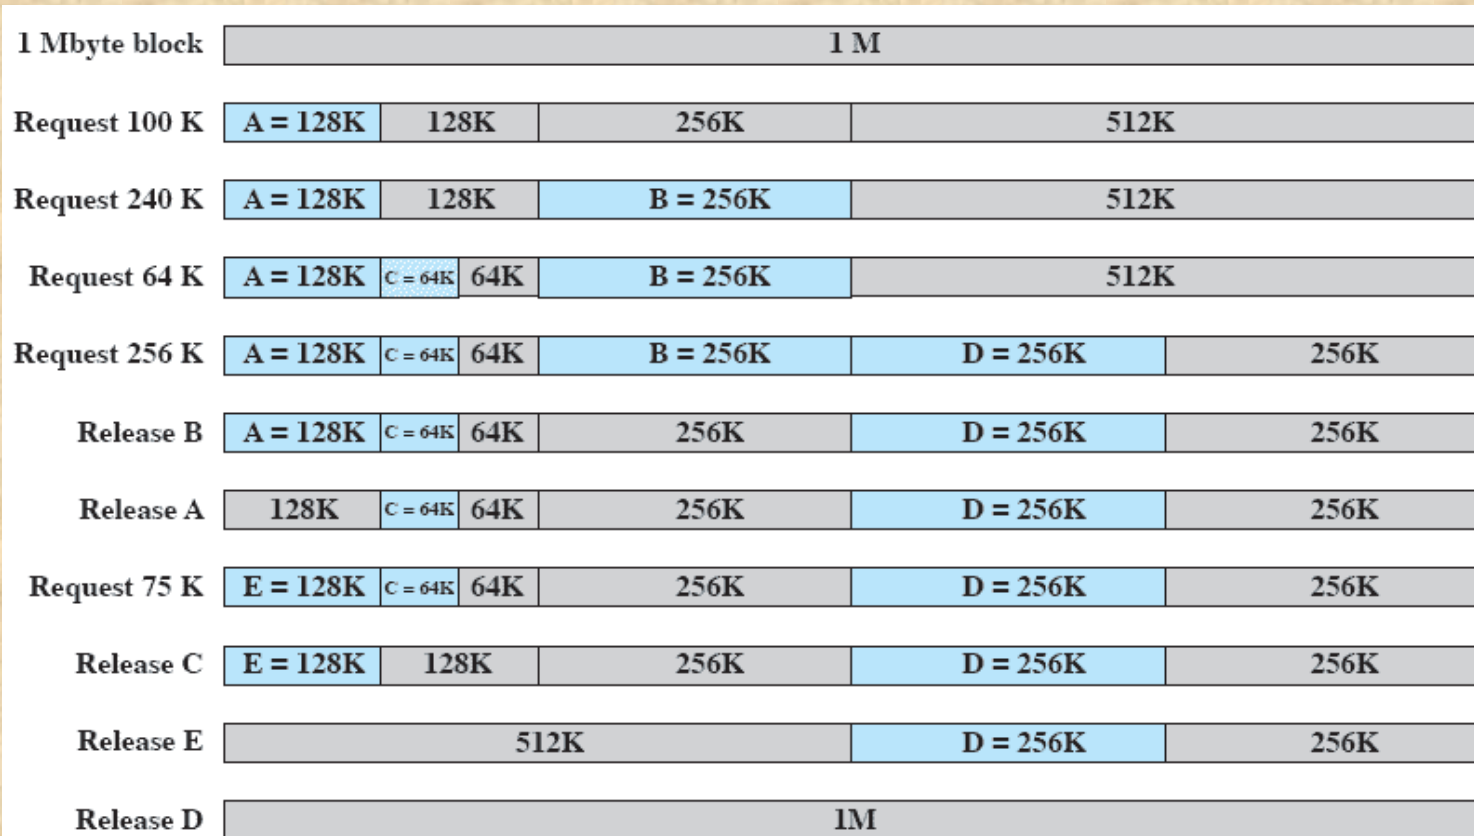 1 Mbyte block 1 M
Request 100 K A = 128K 128K 256K 512K
Request 240 K A = 128K 128K B = 256K 512K
Request 64 K A = 128K C = 64K 64K B = 256K 512K
Request 256 K A = 128K C = 64K 64K B = 256K D = 256K 256K
Release B A = 128K C = 64K 64K 256K D = 256K 256K
Release A 128K C = 64K 64K 256K D = 256K 256K
Request 75 K E = 128K C = 64K 64K 256K D = 256K 256K
Release C E = 128K 128K 256K D = 256K 256K
Release E 512K D = 256K 256K
Release D 1M